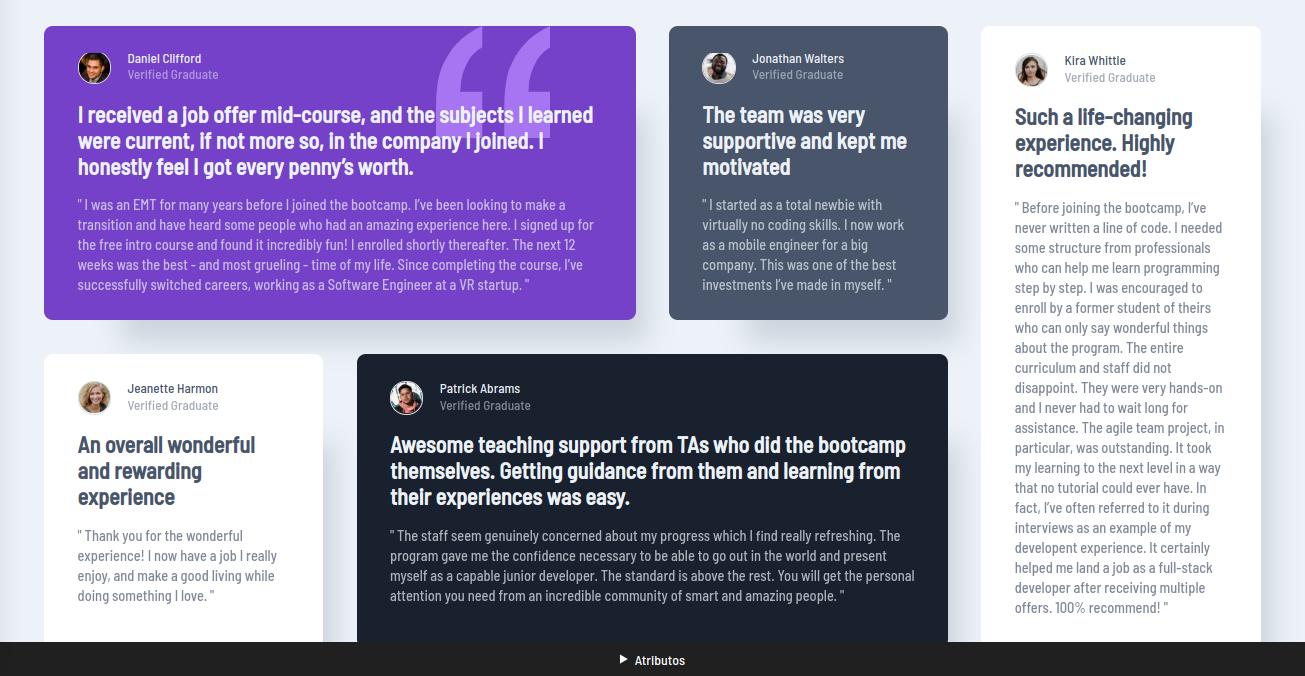 Daniel Clifford
Verified Graduate
I received a job offer mid-course, and the subjects I learned
were current, if not more so, in the company I joined. I
honestly feel I got every penny’s worth.
" I was an EMT for many years before I joined the bootcamp. I’ve been looking to make a
transition and have heard some people who had an amazing experience here. I signed up for
the free intro course and found it incredibly fun! I enrolled shortly thereafter. The next 12
weeks was the best - and most grueling - time of my life. Since completing the course, I’ve
successfully switched careers, working as a Software Engineer at a VR startup. "
Jonathan Walters
Verified Graduate
The team was very
supportive and kept me
motivated
" I started as a total newbie with
virtually no coding skills. I now work
as a mobile engineer for a big
company. This was one of the best
investments I’ve made in myself. "
Kira Whittle
Verified Graduate
Such a life-changing
experience. Highly
recommended!
" Before joining the bootcamp, I’ve
never written a line of code. I needed
some structure from professionals
who can help me learn programming
step by step. I was encouraged to
enroll by a former student of theirs
who can only say wonderful things
about the program. The entire
curriculum and staff did not
disappoint. They were very hands-on
and I never had to wait long for
assistance. The agile team project, in
particular, was outstanding. It took
my learning to the next level in a way
that no tutorial could ever have. In
fact, I’ve often referred to it during
interviews as an example of my
developent experience. It certainly
helped me land a job as a full-stack
developer after receiving multiple
offers. 100% recommend! "
Jeanette Harmon
Verified Graduate
An overall wonderful
and rewarding
experience
" Thank you for the wonderful
experience! I now have a job I really
enjoy, and make a good living while
doing something I love. "
Patrick Abrams
Verified Graduate
Awesome teaching support from TAs who did the bootcamp
themselves. Getting guidance from them and learning from
their experiences was easy.
" The staff seem genuinely concerned about my progress which I find really refreshing. The
program gave me the confidence necessary to be able to go out in the world and present
myself as a capable junior developer. The standard is above the rest. You will get the personal
attention you need from an incredible community of smart and amazing people. "
Atributos